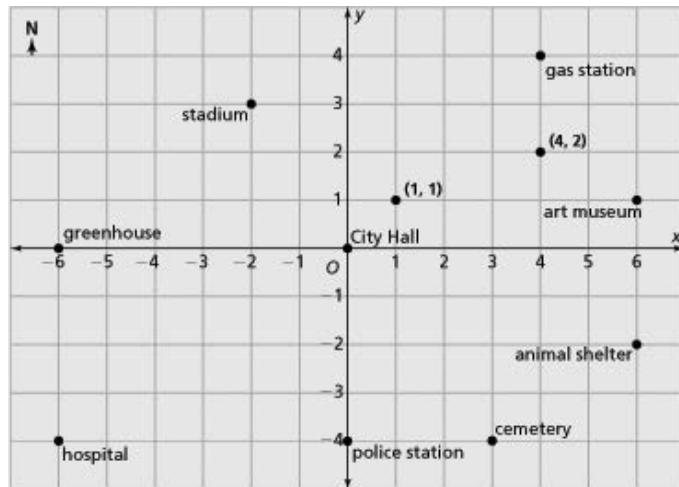 N
y
4
gas station
stadium
3
2
(4, 2)
1
(1, 1)
art museum
greenhouse
City Hall
x
−6 −5 −4 −3 −2 −1 O 1 2 3 4 5 6
−1
−2
animal shelter
−3
−4
cemetery
hospital
police station